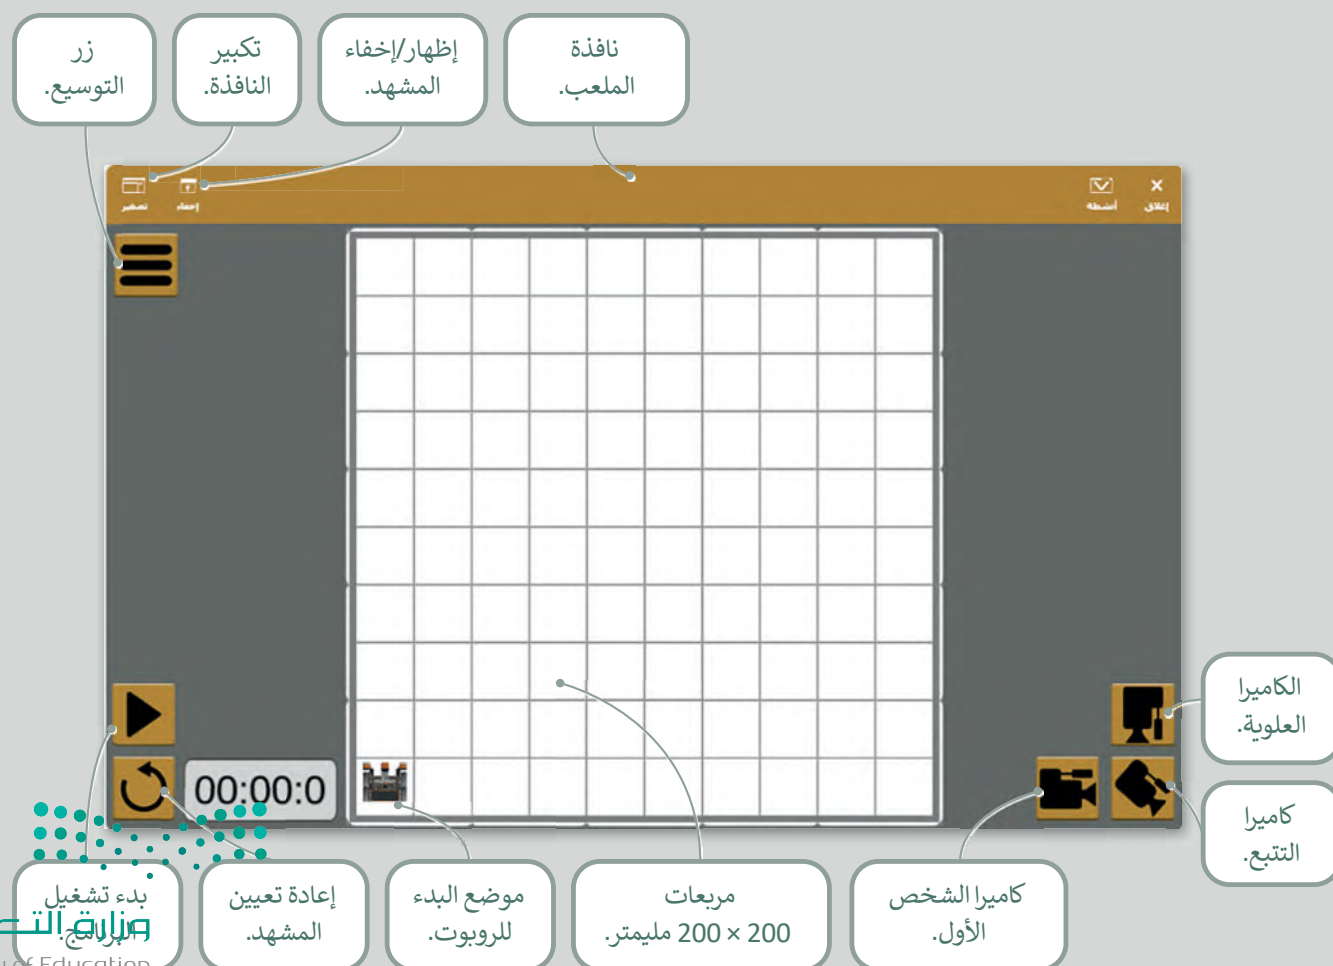 نافذة
الملعب.
إظهار/إخفاء
المشهد.
تكبير
النافذة.
زر
التوسيع.
إغلاق
أنشطة
إخفاء
تصغير
00:00:0
الكاميرا
العلوية.
كاميرا
التتبع.
كاميرا الشخص
الأول.
مربعات
200 × 200 مليمتر.
موضع البدء
للروبوت.
إعادة تعيين
المشهد.
بدء تشغيل
البرنامج.
وزارة التـ
of Education